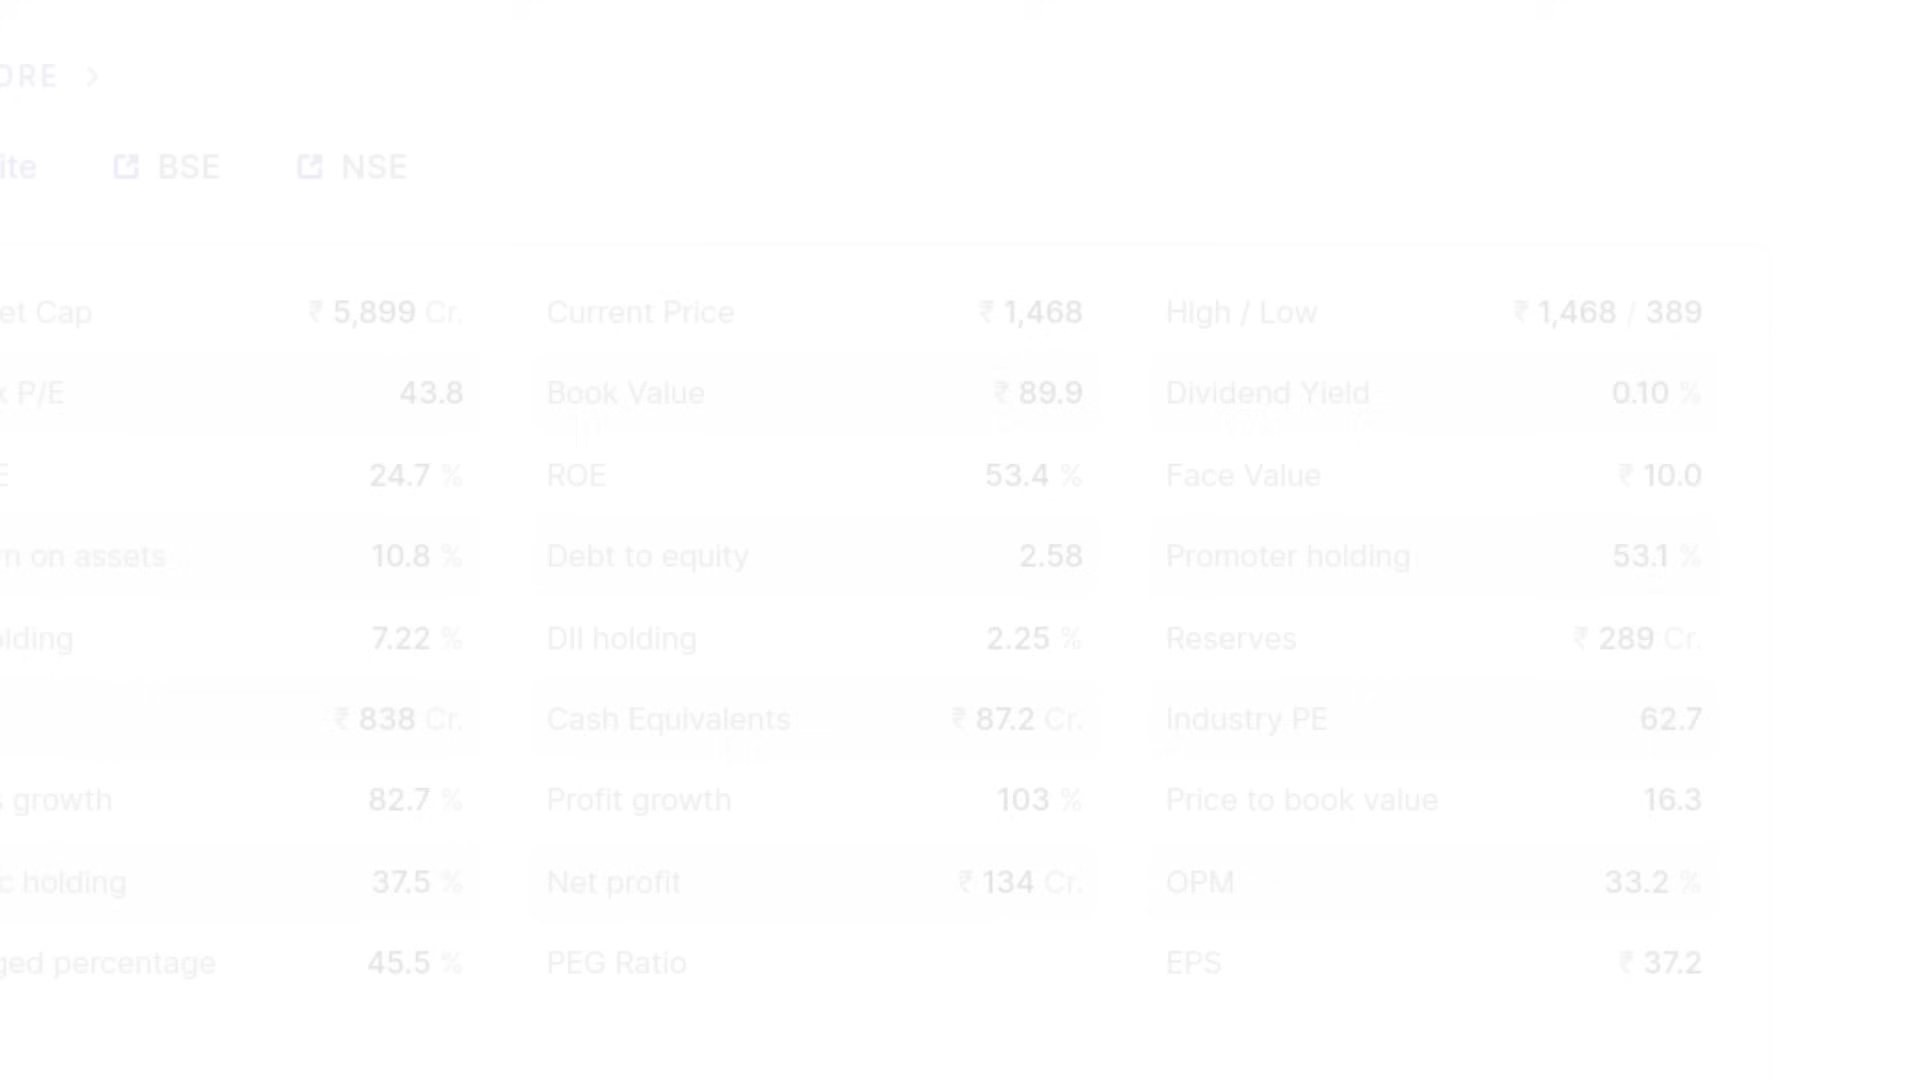 ORE >
ite BSE NSE
et Cap ₹ 5,899 Cr. Current Price ₹ 1,468 High / Low ₹ 1,468 / 389
P/E 43.8 Book Value ₹ 89.9 Dividend Yield 0.10 %
E 24.7 % ROE 53.4 % Face Value ₹ 10.0
n on assets 10.8 % Debt to equity 2.58 Promoter holding 53.1 %
lding 7.22 % DII holding 2.25 % Reserves ₹ 289 Cr.
₹ 838 Cr. Cash Equivalents ₹ 87.2 Cr. Industry PE 62.7
s growth 82.7 % Profit growth 103 % Price to book value 16.3
c holding 37.5 % Net profit ₹ 134 Cr. OPM 33.2 %
ged percentage 45.5 % PEG Ratio EPS ₹ 37.2